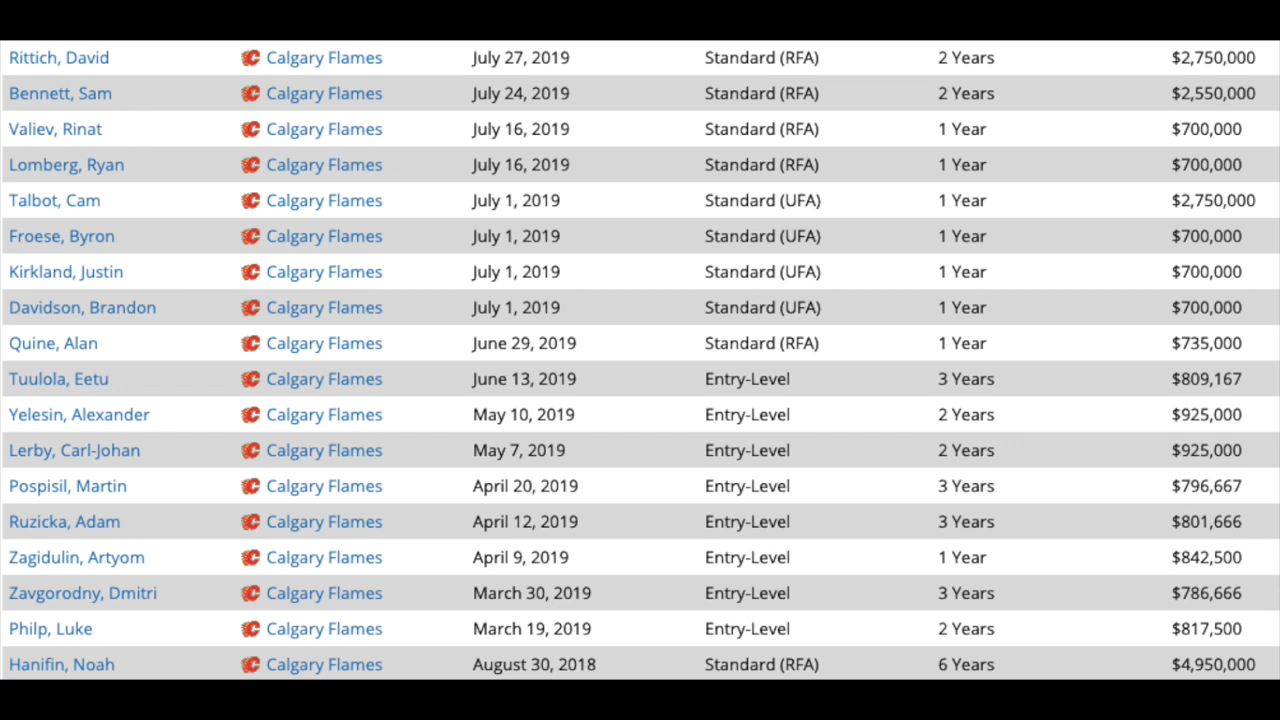 Rittich, David Calgary Flames July 27, 2019 Standard (RFA) 2 Years $2,750,000
Bennett, Sam Calgary Flames July 24, 2019 Standard (RFA) 2 Years $2,550,000
Valiev, Rinat Calgary Flames July 16, 2019 Standard (RFA) 1 Year $700,000
Lomberg, Ryan Calgary Flames July 16, 2019 Standard (RFA) 1 Year $700,000
Talbot, Cam Calgary Flames July 1, 2019 Standard (UFA) 1 Year $2,750,000
Froese, Byron Calgary Flames July 1, 2019 Standard (UFA) 1 Year $700,000
Kirkland, Justin Calgary Flames July 1, 2019 Standard (UFA) 1 Year $700,000
Davidson, Brandon Calgary Flames July 1, 2019 Standard (UFA) 1 Year $700,000
Quine, Alan Calgary Flames June 29, 2019 Standard (RFA) 1 Year $735,000
Tuulola, Eetu Calgary Flames June 13, 2019 Entry-Level 3 Years $809,167
Yelesin, Alexander Calgary Flames May 10, 2019 Entry-Level 2 Years $925,000
Lerby, Carl-Johan Calgary Flames May 7, 2019 Entry-Level 2 Years $925,000
Pospisil, Martin Calgary Flames April 20, 2019 Entry-Level 3 Years $796,667
Ruzicka, Adam Calgary Flames April 12, 2019 Entry-Level 3 Years $801,666
Zagidulin, Artyom Calgary Flames April 9, 2019 Entry-Level 1 Year $842,500
Zavgorodny, Dmitri Calgary Flames March 30, 2019 Entry-Level 3 Years $786,666
Philp, Luke Calgary Flames March 19, 2019 Entry-Level 2 Years $817,500
Hanifin, Noah Calgary Flames August 30, 2018 Standard (RFA) 6 Years $4,950,000